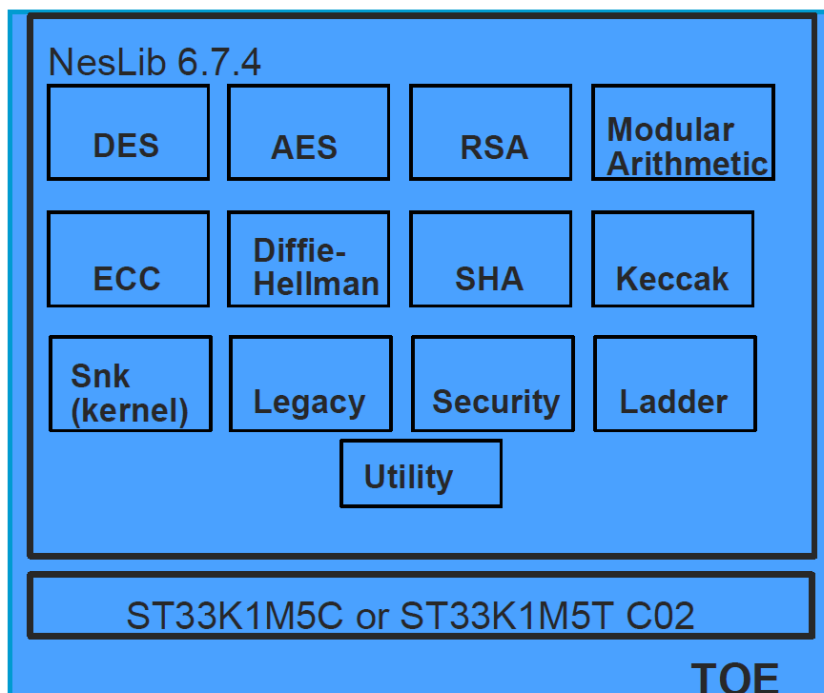 NesLib 6.7.4
DES
AES
RSA
Modular
Arithmetic
ECC
Diffie-
Hellman
SHA
Keccak
Snk
(kernel)
Legacy
Security
Ladder
Utility
ST33K1M5C or ST33K1M5T C02
TOE